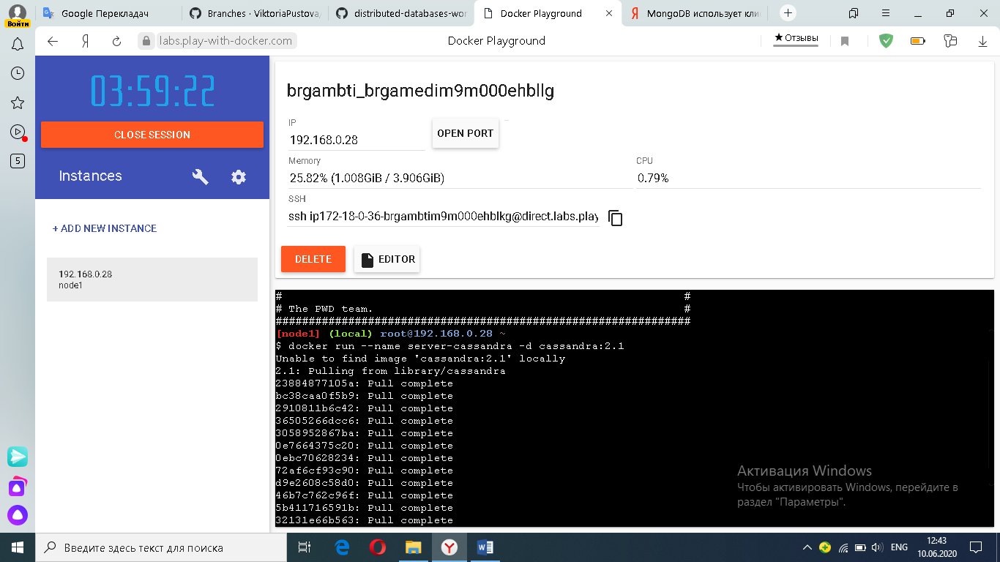 Войти
Google Перекладач
Branches · ViktoriaPustova
distributed-databases-wor
Docker Playground
MongoDB использует кли
labs.play-with-docker.com
Docker Playground
★ Отзывы
5
03:59:22
CLOSE SESSION
Instances
+ ADD NEW INSTANCE
192.168.0.28
node1
brgambti_brgamedim9m000ehbllg
IP
192.168.0.28
OPEN PORT
Memory
25.82% (1.008GiB / 3.906GiB)
CPU
0.79%
SSH
ssh ip172-18-0-36-brgambtim9m000ehblkg@direct.labs.play
DELETE
EDITOR
# #
# The PWD team. #
###############################################################
[node1] (local) root@192.168.0.28 ~
$ docker run --name server-cassandra -d cassandra:2.1
Unable to find image 'cassandra:2.1' locally
2.1: Pulling from library/cassandra
23884877105a: Pull complete
bc38caa0f5b9: Pull complete
2910811b6c42: Pull complete
36505266dcc6: Pull complete
3058952867ba: Pull complete
0e7664375c20: Pull complete
0ebc70628234: Pull complete
72af6cf93c90: Pull complete
d9e2608c58d0: Pull complete
46b7c762c96f: Pull complete
5b411716591b: Pull complete
32131e66b563: Pull complete
Активация Windows
Чтобы активировать Windows, перейдите в
раздел "Параметры".
Введите здесь текст для поиска
ENG
12:43
10.06.2020